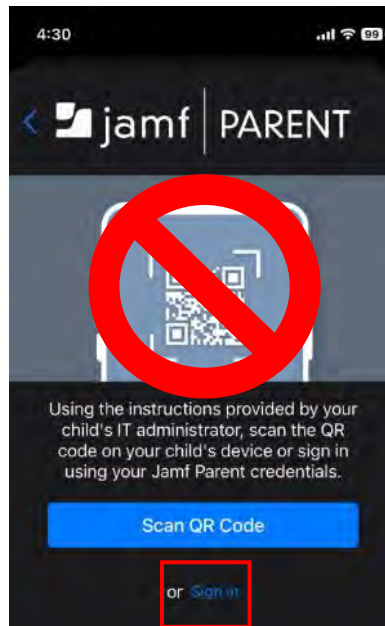 4:30 99
jamf PARENT
Using the instructions provided by your
child's IT administrator, scan the QR
code on your child's device or sign in
using your Jamf Parent credentials.
Scan QR Code
or Sign in